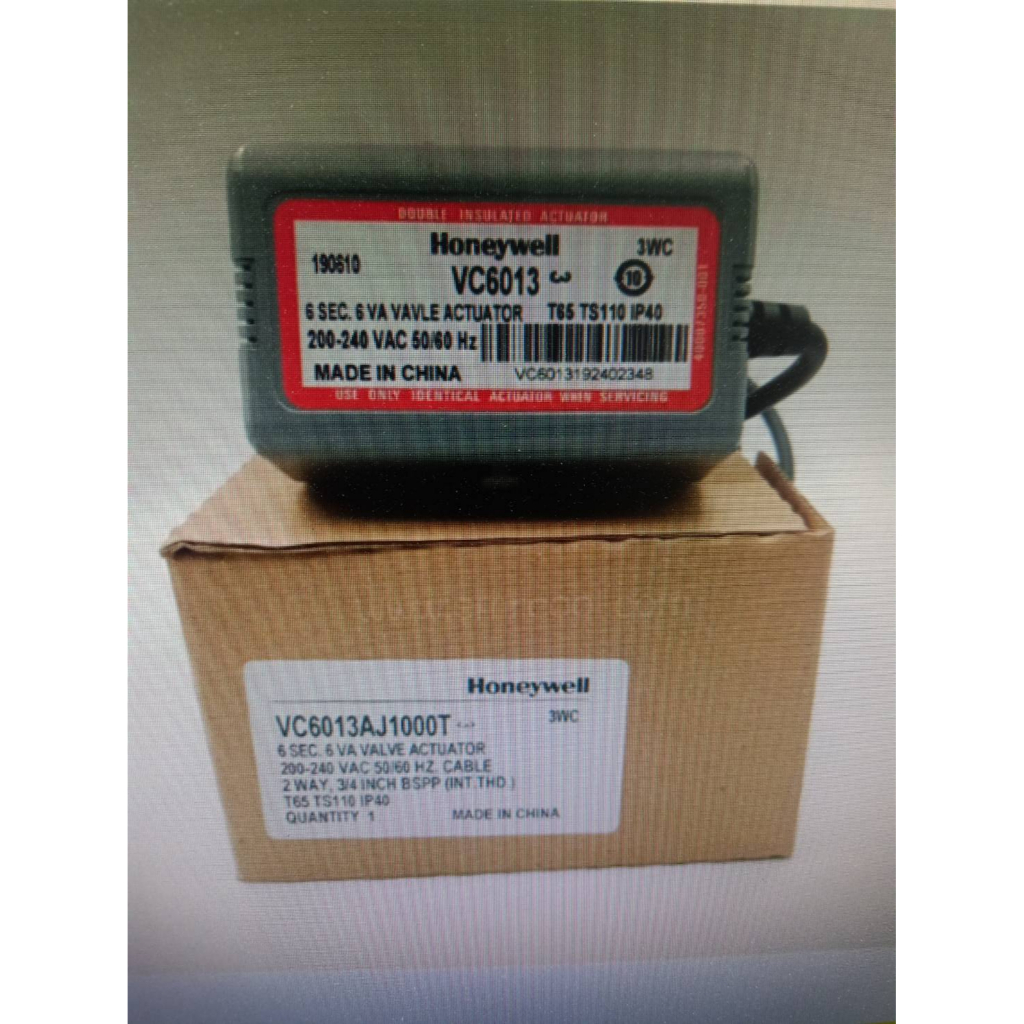 DOUBLE INSULATED ACTUATOR
Honeywell
3WC
190610
VC6013
10
6 SEC. 6 VA VAVLE ACTUATOR T65 TS110 IP40
200-240 VAC 50/60 Hz
MADE IN CHINA
VC6013192402348
40007350-001
USE ONLY IDENTICAL ACTUATOR WHEN SERVICING
Honeywell
VC6013AJ1000T
3WC
6 SEC. 6 VA VALVE ACTUATOR
200-240 VAC 50/60 HZ. CABLE
2 WAY, 3/4 INCH BSPP (INT.THD.)
T65 TS110 IP40
QUANTITY 1 MADE IN CHINA